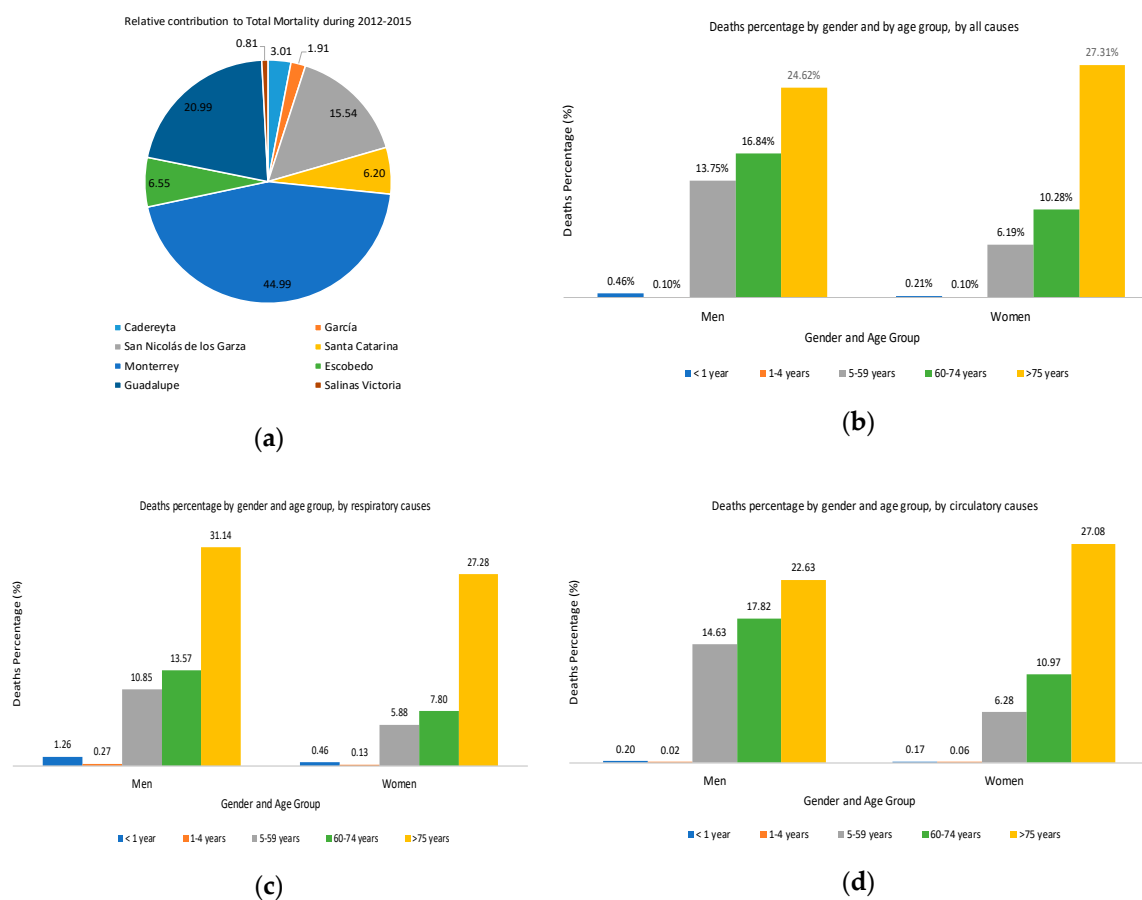 Relative contribution to Total Mortality during 2012-2015
0.81
3.01
1.91
20.99
15.54
6.20
6.55
44.99
Cadereyta
García
San Nicolás de los Garza
Santa Catarina
Monterrey
Escobedo
Guadalupe
Salinas Victoria
(a)
Deaths percentage by gender and by age group, by all causes
Deaths Percentage (%)
0.46%
0.10%
13.75%
16.84%
24.62%
0.21%
0.10%
6.19%
10.28%
27.31%
Men
Women
Gender and Age Group
< 1 year
1-4 years
5-59 years
60-74 years
>75 years
(b)
Deaths percentage by gender and age group, by respiratory causes
Deaths Percentage (%)
1.26
0.27
10.85
13.57
31.14
0.46
0.13
5.88
7.80
27.28
Men
Women
Gender and Age Group
< 1 year
1-4 years
5-59 years
60-74 years
>75 years
(c)
Deaths percentage by gender and age group, by circulatory causes
Deaths Percentage (%)
0.20
0.02
14.63
17.82
22.63
0.17
0.06
6.28
10.97
27.08
Men
Women
Gender and Age Group
< 1 year
1-4 years
5-59 years
60-74 years
>75 years
(d)